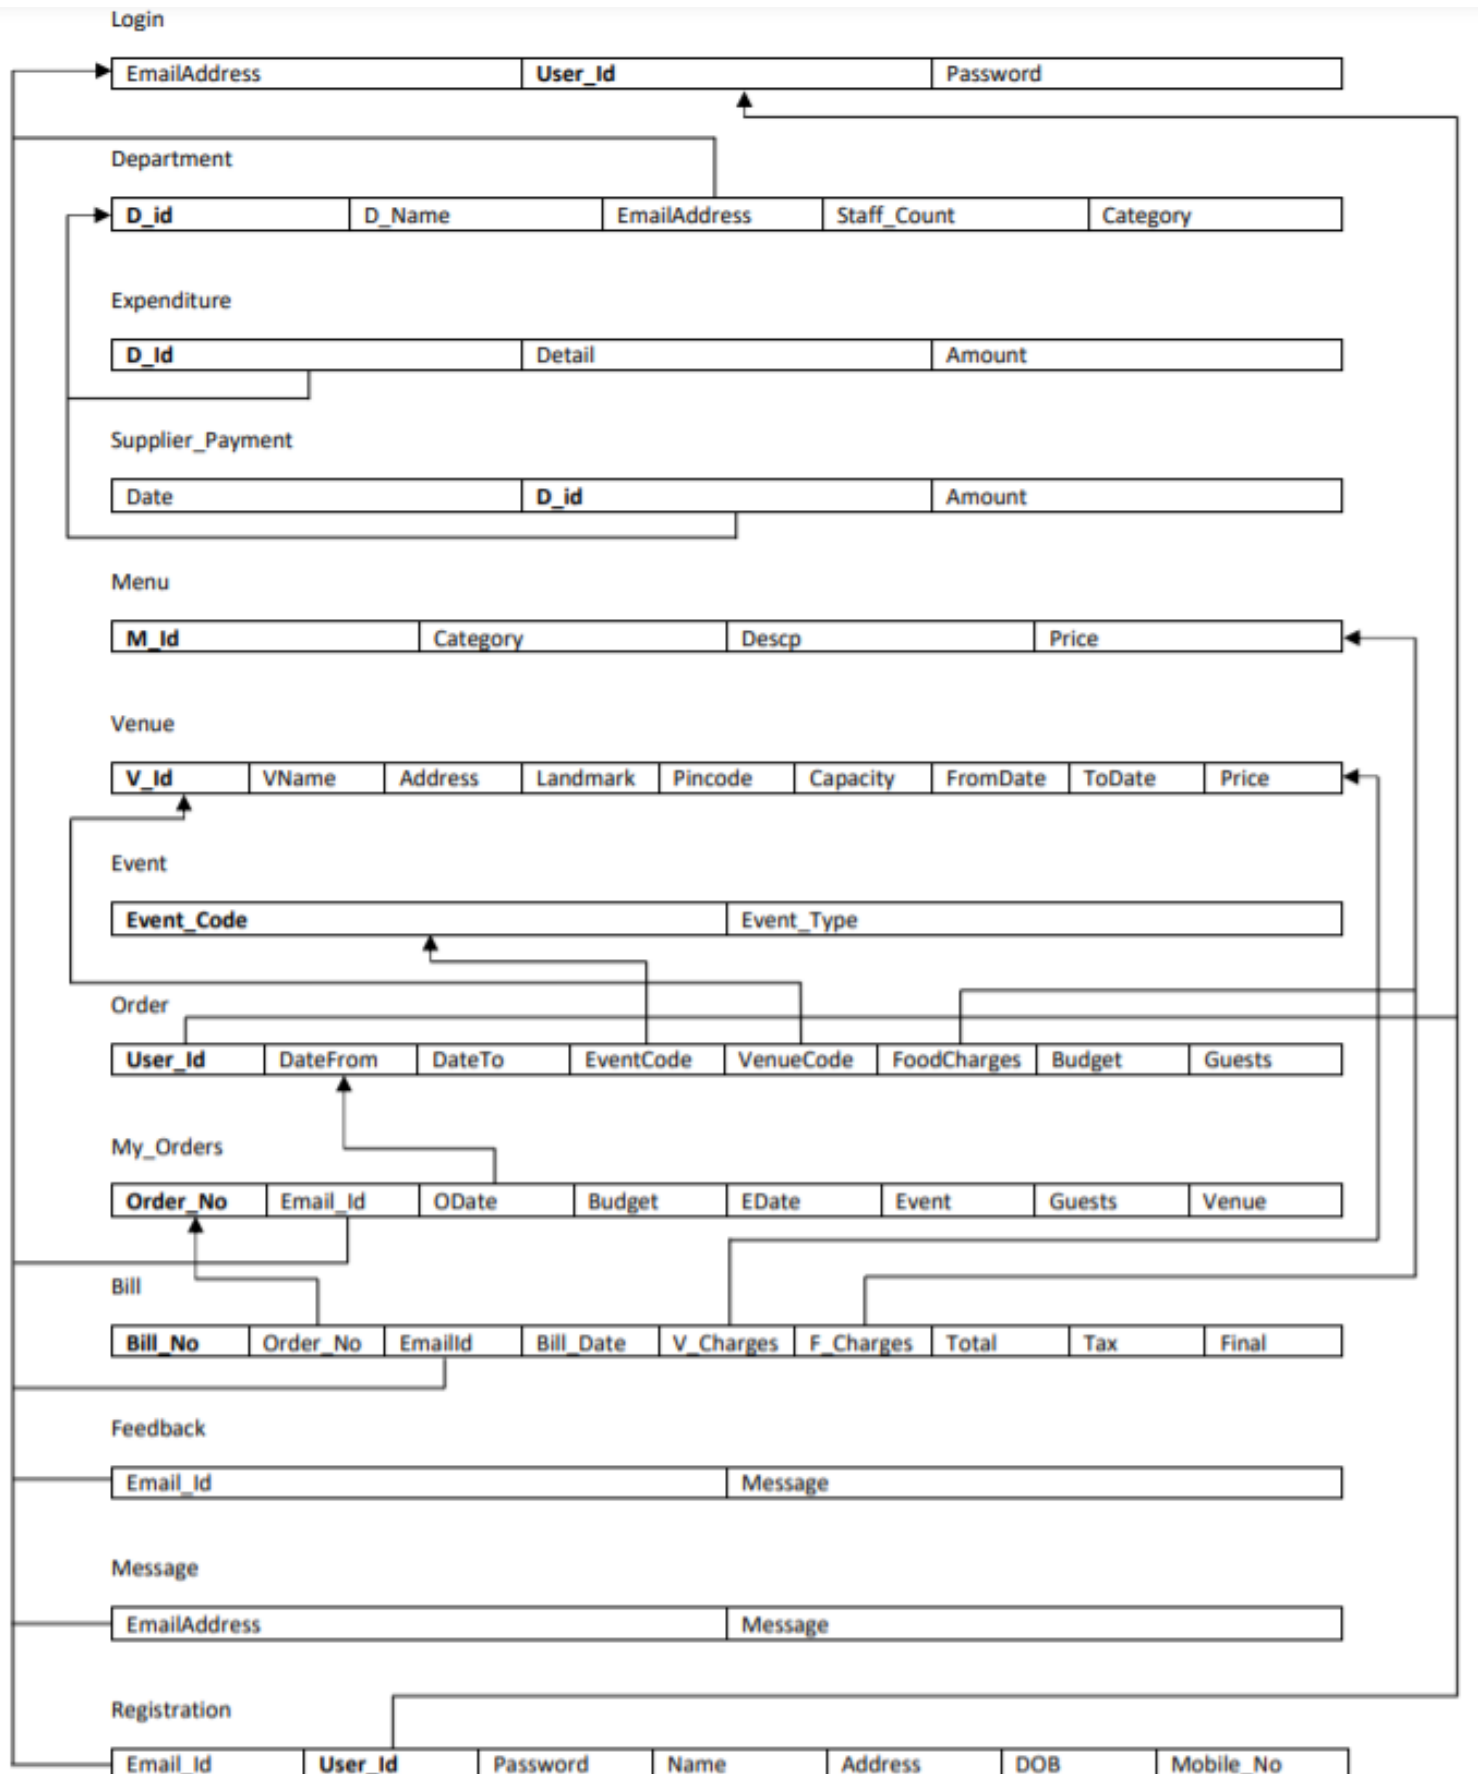 Login
EmailAddress User_Id Password
Department
D_id D_Name EmailAddress Staff_Count Category
Expenditure
D_Id Detail Amount
Supplier_Payment
Date D_id Amount
Menu
M_Id Category Descp Price
Venue
V_Id VName Address Landmark Pincode Capacity FromDate ToDate Price
Event
Event_Code Event_Type
Order
User_Id DateFrom DateTo EventCode VenueCode FoodCharges Budget Guests
My_Orders
Order_No Email_Id ODate Budget EDate Event Guests Venue
Bill
Bill_No Order_No EmailId Bill_Date V_Charges F_Charges Total Tax Final
Feedback
Email_Id Message
Message
EmailAddress Message
Registration
Email_Id User_Id Password Name Address DOB Mobile_No